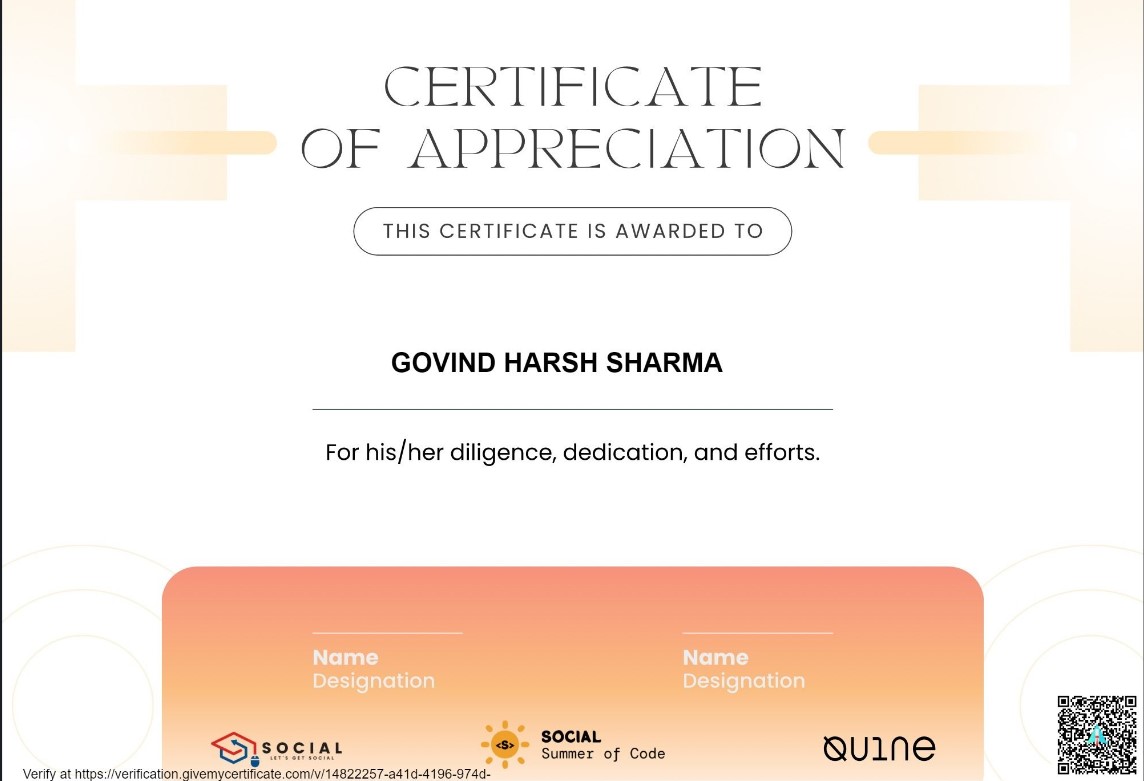 CERTIFICATE
OF APPRECIATION
THIS CERTIFICATE IS AWARDED TO
GOVIND HARSH SHARMA
For his/her diligence, dedication, and efforts.
Name
Designation
Name
Designation
SOCIAL
LET'S GET SOCIAL
<S>
SOCIAL
Summer of Code
QUINE
Verify at https://verification.givemycertificate.com/v/14822257-a41d-4196-974d-